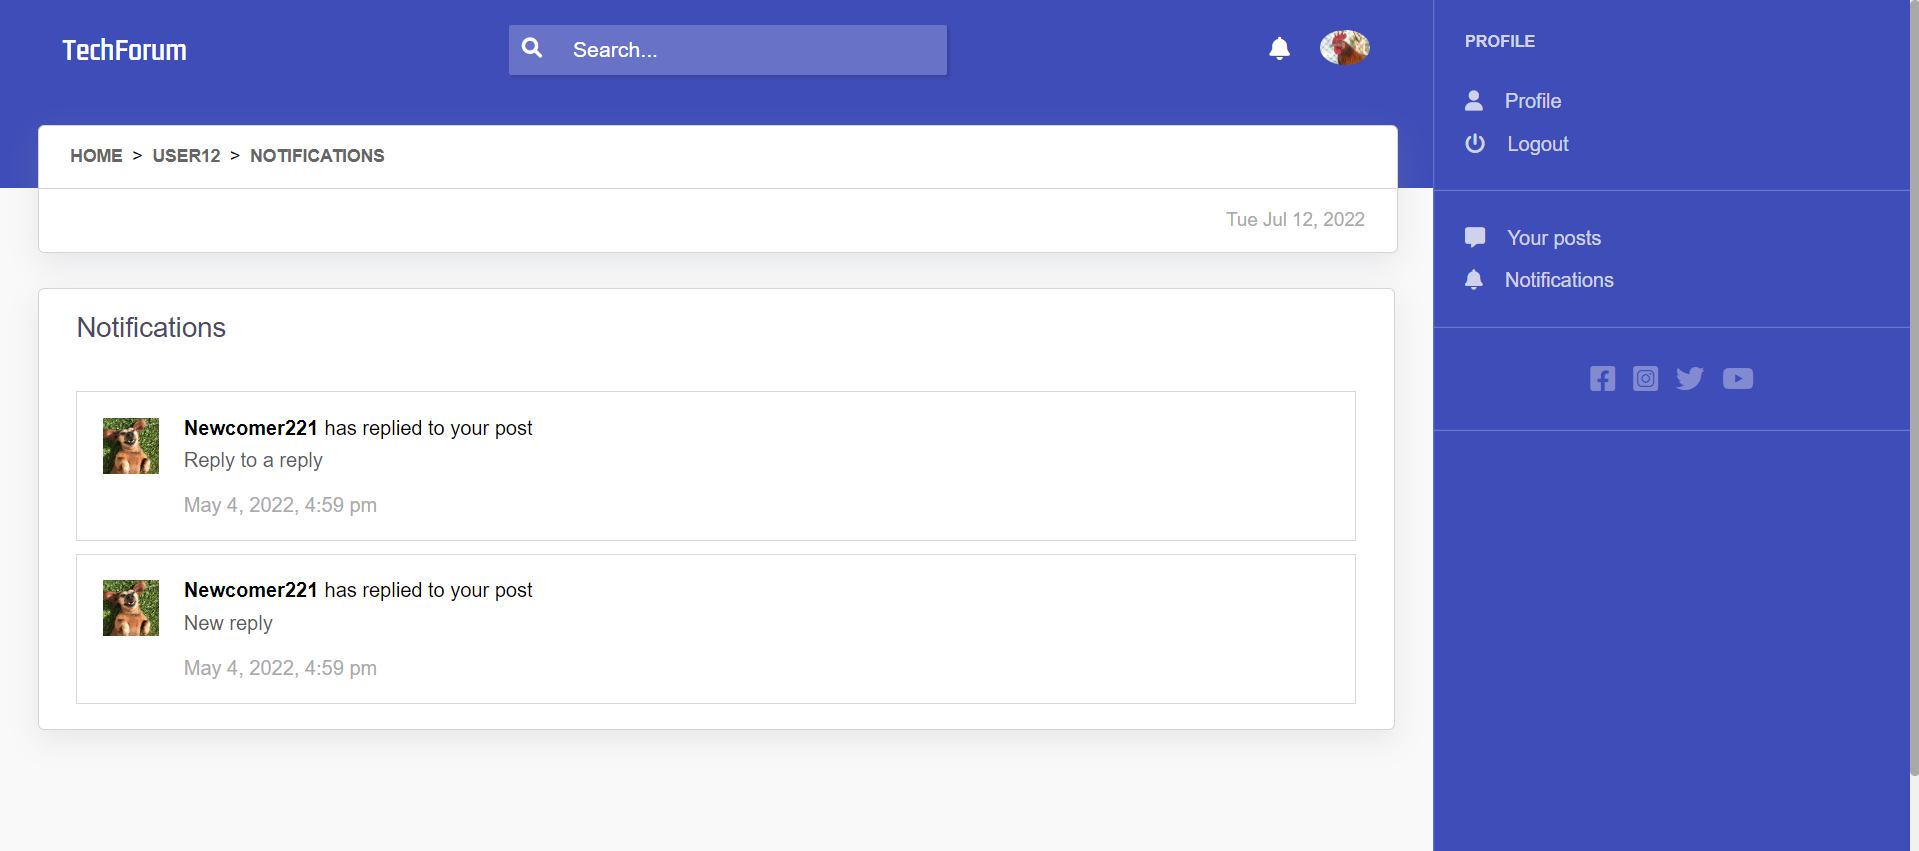 TechForum
Search...
HOME > USER12 > NOTIFICATIONS
Tue Jul 12, 2022
Notifications
Newcomer221 has replied to your post
Reply to a reply
May 4, 2022, 4:59 pm
Newcomer221 has replied to your post
New reply
May 4, 2022, 4:59 pm
PROFILE
Profile
Logout
Your posts
Notifications